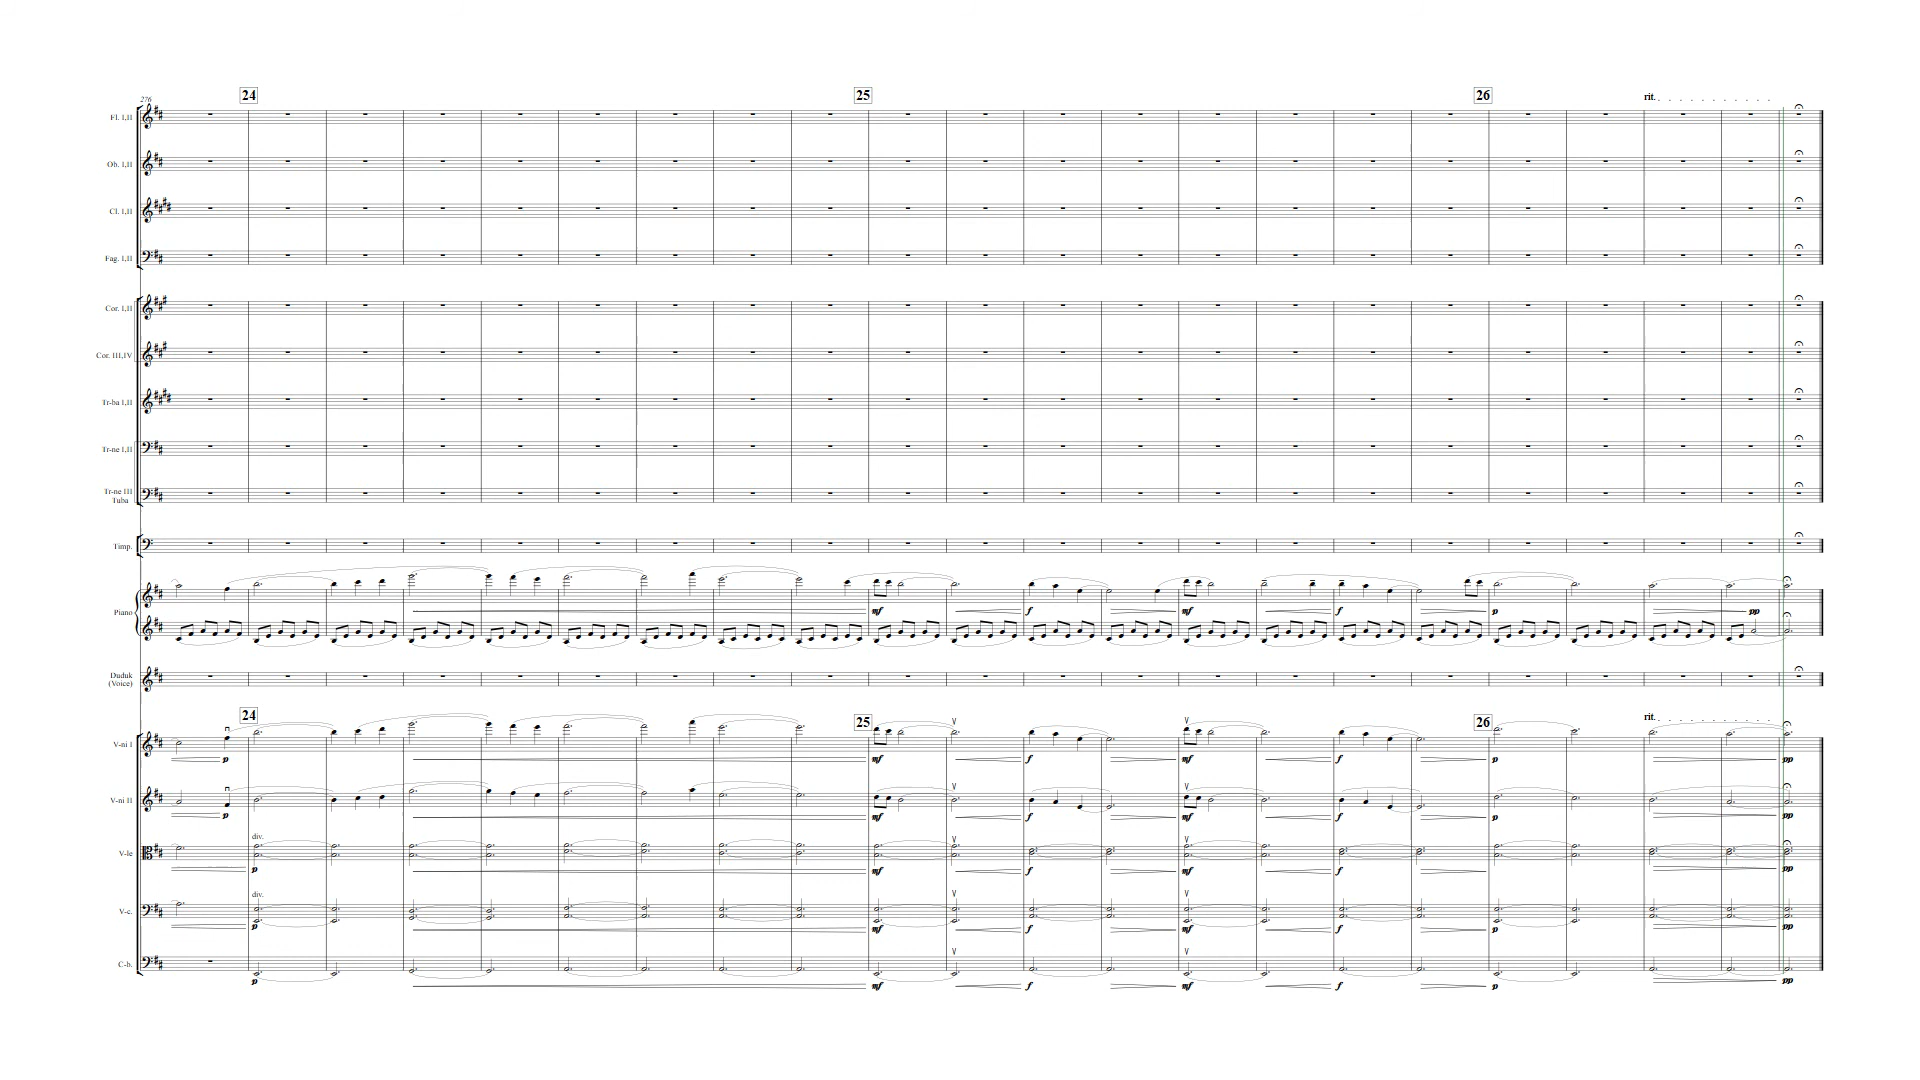 24 25 26
276 rit.
Fl. I,II
Ob. I,II
Cl. I,II
Fag. I,II
Cor. I,II
Cor. III,IV
Tr-ba I,II
Tr-ne I,II
Tr-ne III
Tuba
Timp.
Piano
mf f mf f p pp
Duduk
(Voice)
24 25 26 rit.
V-ni I
p mf f mf f p pp
V-ni II
p mf f mf f p pp
div.
V-le
p mf f mf f p pp
div.
V-c.
p mf f mf f p pp
C-b.
p mf f mf f p pp